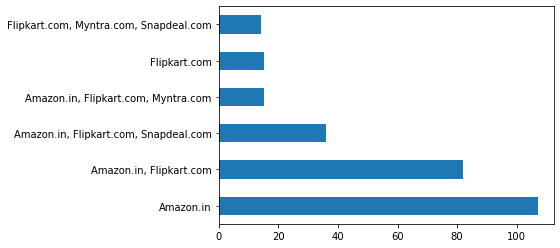 Flipkart.com, Myntra.com, Snapdeal.com
Flipkart.com
Amazon.in, Flipkart.com, Myntra.com
Amazon.in, Flipkart.com, Snapdeal.com
Amazon.in, Flipkart.com
Amazon.in
0 20 40 60 80 100